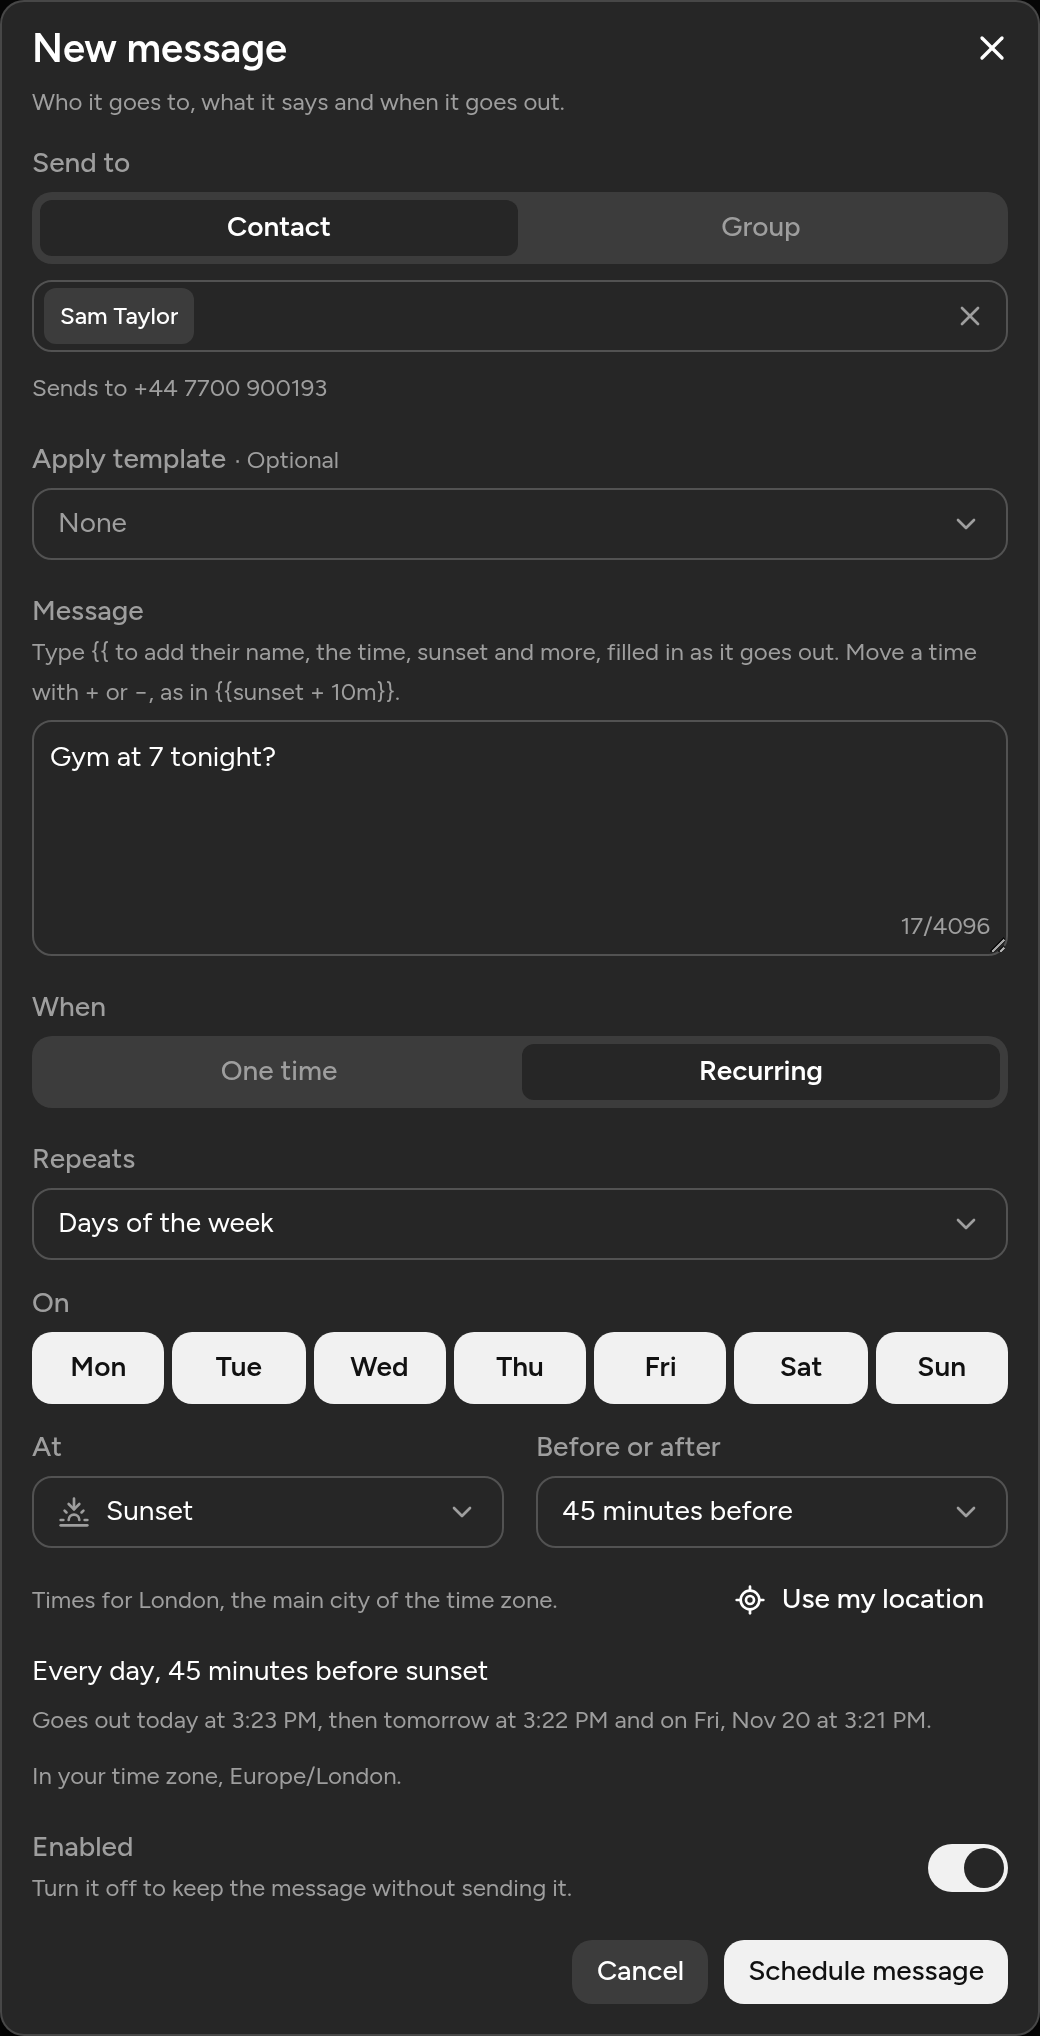 New message
Who it goes to, what it says and when it goes out.
Send to
Contact
Group
Sam Taylor
Sends to +44 7700 900193
Apply template · Optional
None
Message
Type {{ to add their name, the time, sunset and more, filled in as it goes out. Move a time
with + or −, as in {{sunset + 10m}}.
Gym at 7 tonight?
17/4096
When
One time
Recurring
Repeats
Days of the week
On
Mon
Tue
Wed
Thu
Fri
Sat
Sun
At
Before or after
Sunset
45 minutes before
Times for London, the main city of the time zone.
Use my location
Every day, 45 minutes before sunset
Goes out today at 3:23 PM, then tomorrow at 3:22 PM and on Fri, Nov 20 at 3:21 PM.
In your time zone, Europe/London.
Enabled
Turn it off to keep the message without sending it.
Cancel
Schedule message